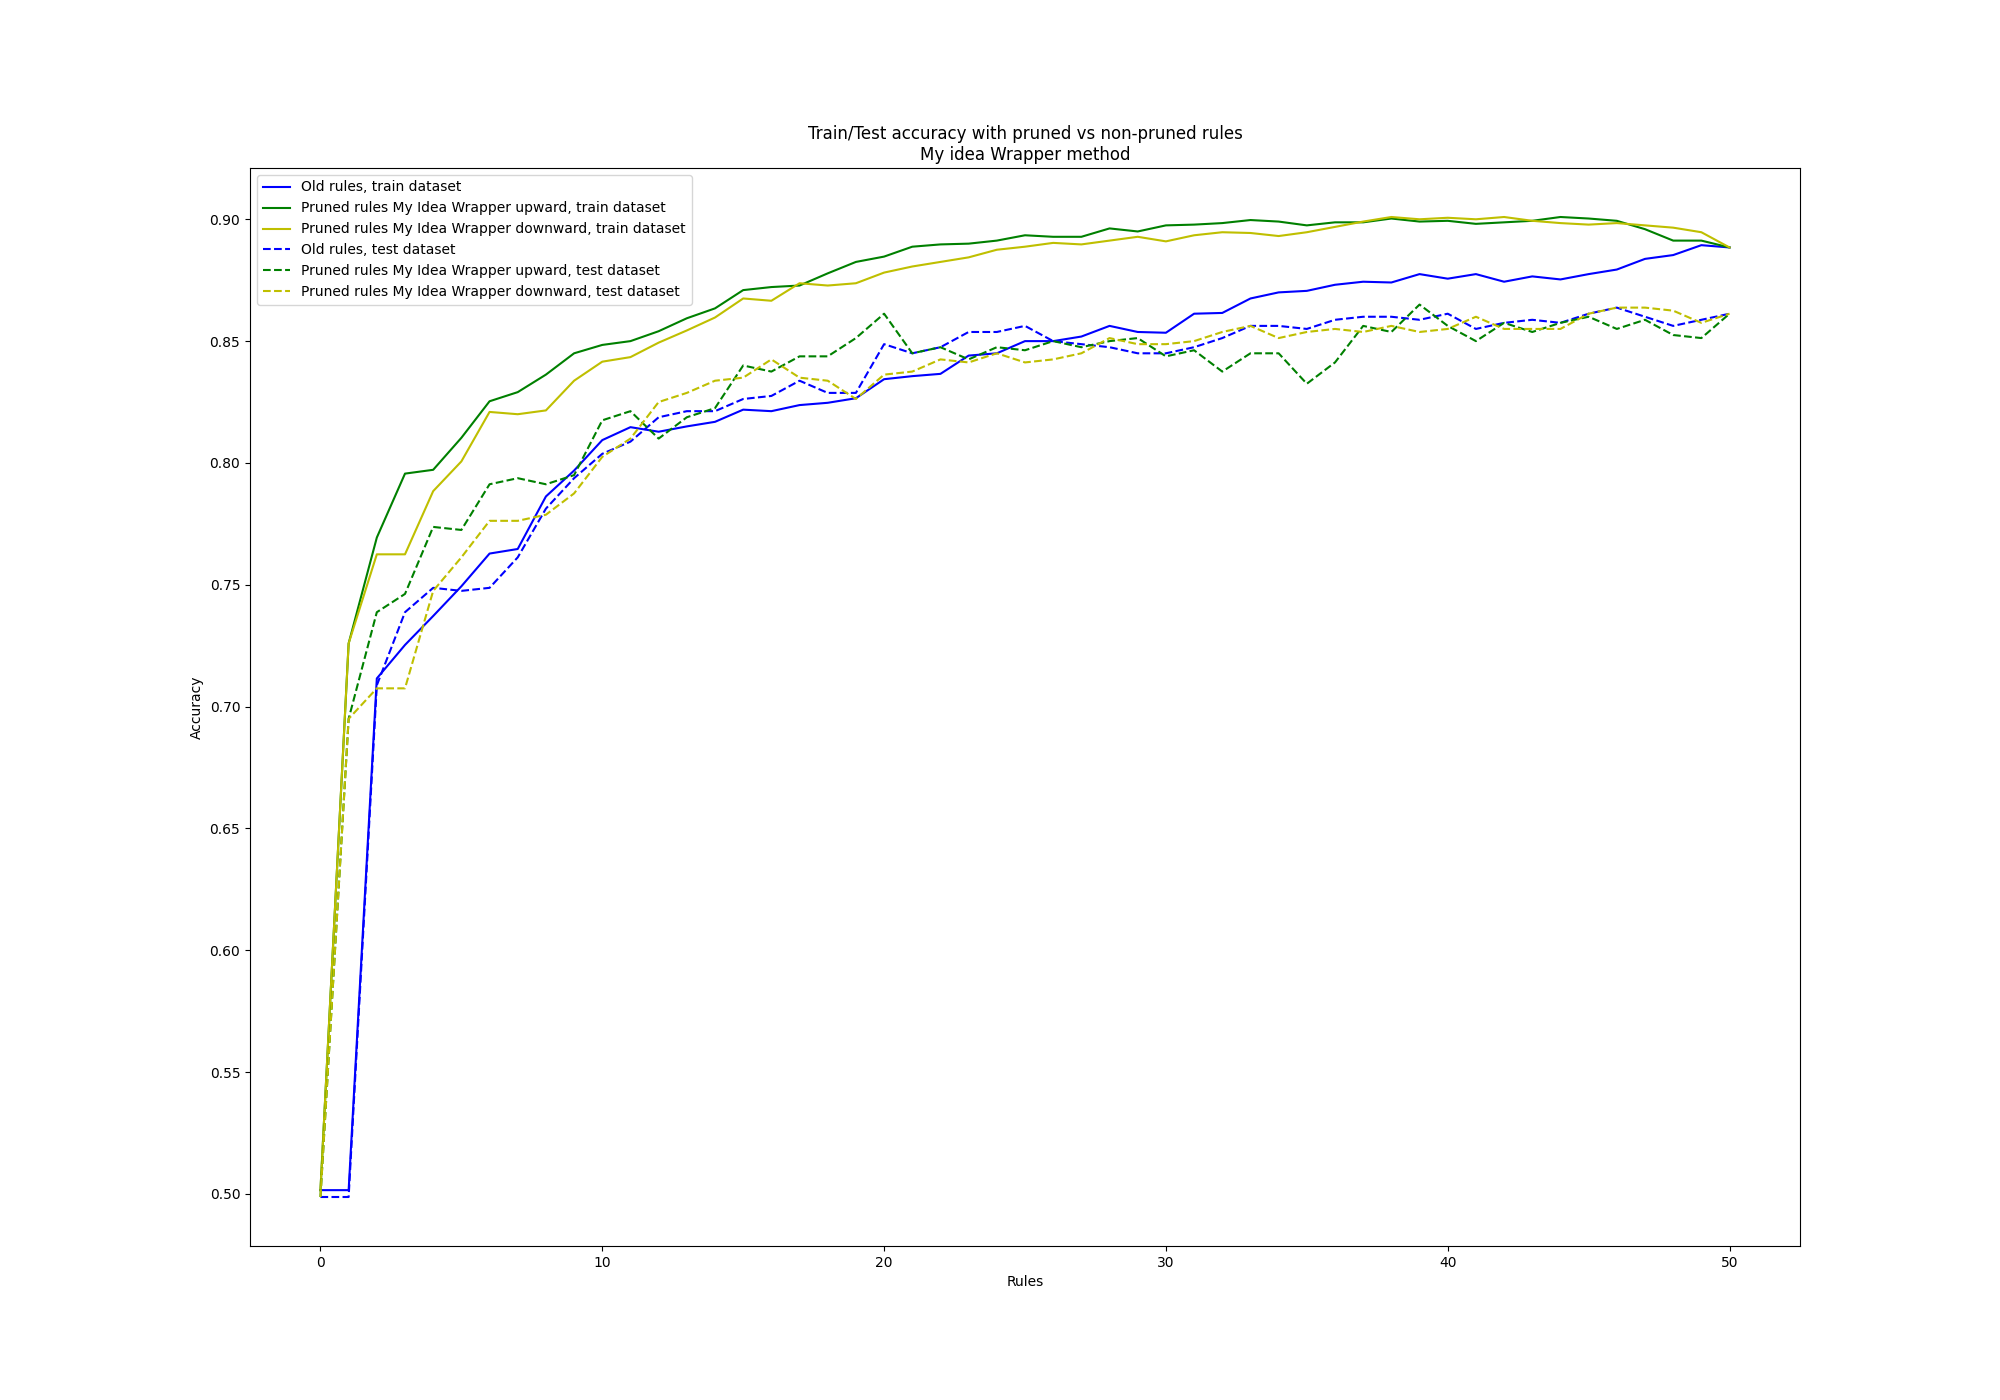 Train/Test accuracy with pruned vs non-pruned rules
My idea Wrapper method
Old rules, train dataset
Pruned rules My Idea Wrapper upward, train dataset
Pruned rules My Idea Wrapper downward, train dataset
Old rules, test dataset
Pruned rules My Idea Wrapper upward, test dataset
Pruned rules My Idea Wrapper downward, test dataset
0.90
0.85
0.80
0.75
0.70
0.65
0.60
0.55
0.50
Accuracy
0 10 20 30 40 50
Rules